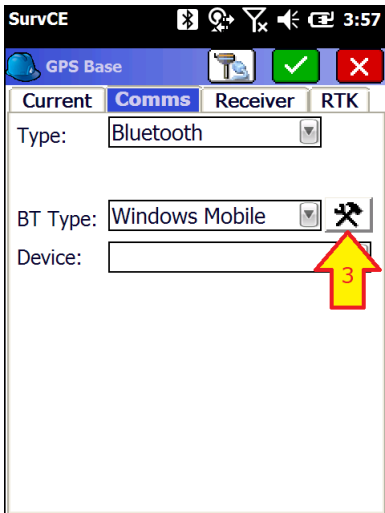 SurvCE 3:57
GPS Base
Current Comms Receiver RTK
Type: Bluetooth
BT Type: Windows Mobile
Device:
3